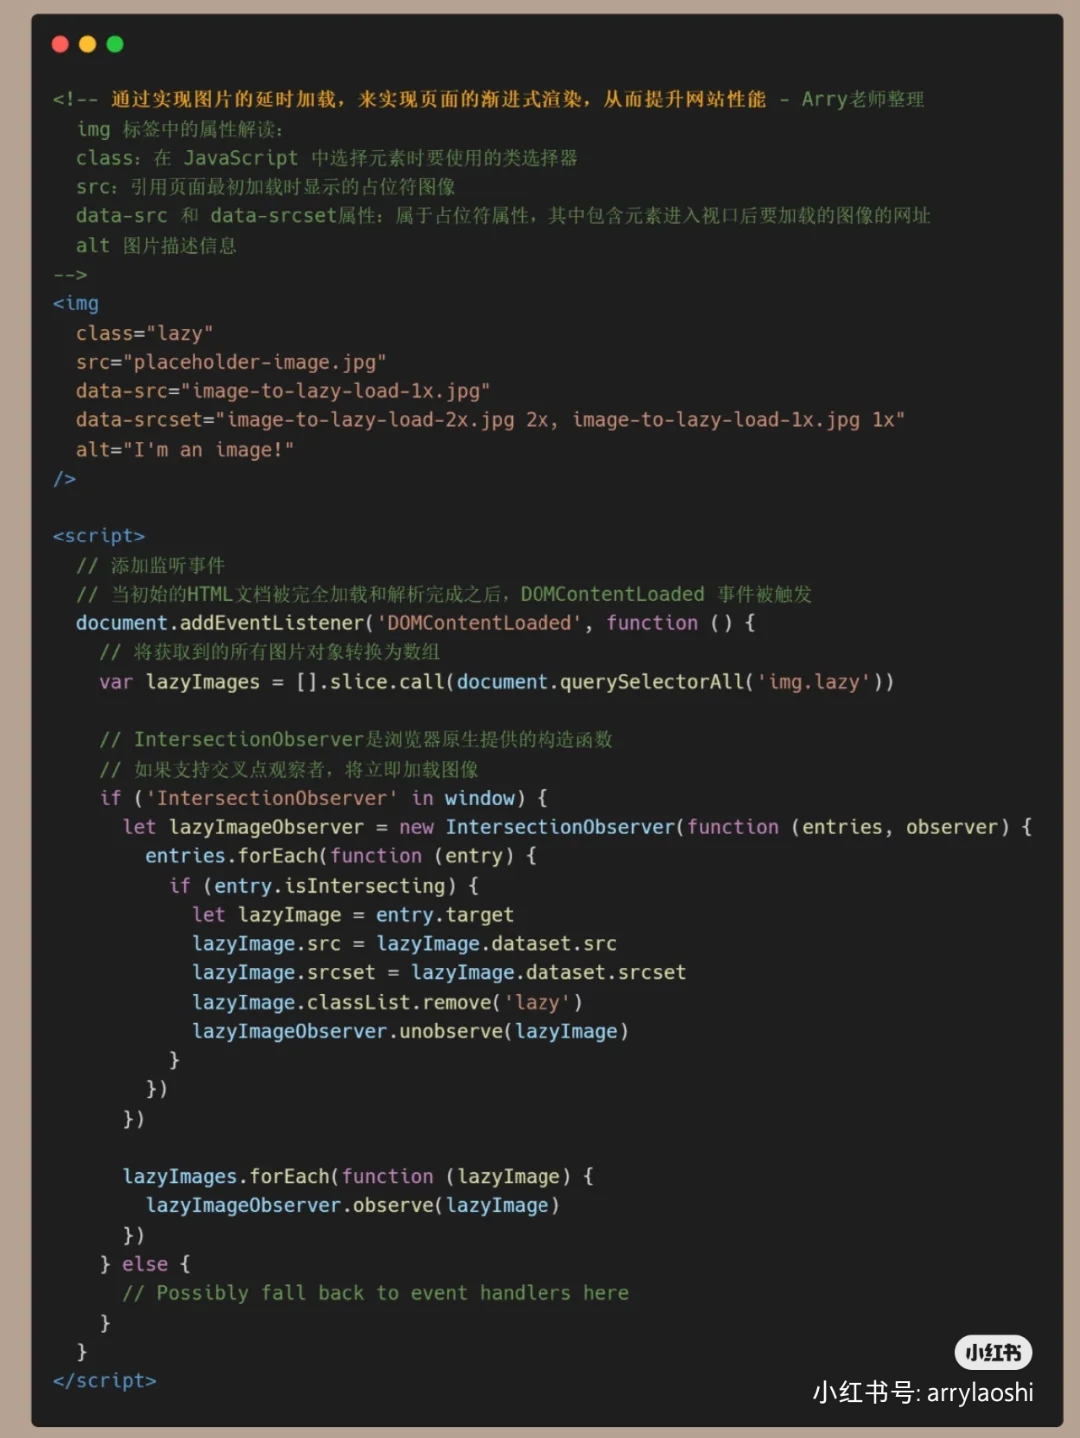 <!-- 通过实现图片的延时加载，来实现页面的渐进式渲染，从而提升网站性能 - Arry老师整理
  img 标签中的属性解读：
  class：在 JavaScript 中选择元素时要使用的类选择器
  src：引用页面最初加载时显示的占位符图像
  data-src 和 data-srcset属性：属于占位符属性，其中包含元素进入视口后要加载的图像的网址
  alt 图片描述信息
-->
<img
  class="lazy"
  src="placeholder-image.jpg"
  data-src="image-to-lazy-load-1x.jpg"
  data-srcset="image-to-lazy-load-2x.jpg 2x, image-to-lazy-load-1x.jpg 1x"
  alt="I'm an image!"
/>

<script>
  // 添加监听事件
  // 当初始的HTML文档被完全加载和解析完成之后，DOMContentLoaded 事件被触发
  document.addEventListener('DOMContentLoaded', function () {
    // 将获取到的所有图片对象转换为数组
    var lazyImages = [].slice.call(document.querySelectorAll('img.lazy'))

    // IntersectionObserver是浏览器原生提供的构造函数
    // 如果支持交叉点观察者，将立即加载图像
    if ('IntersectionObserver' in window) {
      let lazyImageObserver = new IntersectionObserver(function (entries, observer) {
        entries.forEach(function (entry) {
          if (entry.isIntersecting) {
            let lazyImage = entry.target
            lazyImage.src = lazyImage.dataset.src
            lazyImage.srcset = lazyImage.dataset.srcset
            lazyImage.classList.remove('lazy')
            lazyImageObserver.unobserve(lazyImage)
          }
        })
      })

      lazyImages.forEach(function (lazyImage) {
        lazyImageObserver.observe(lazyImage)
      })
    } else {
      // Possibly fall back to event handlers here
    }
  }
</script>
小红书
小红书号: arrylaoshi